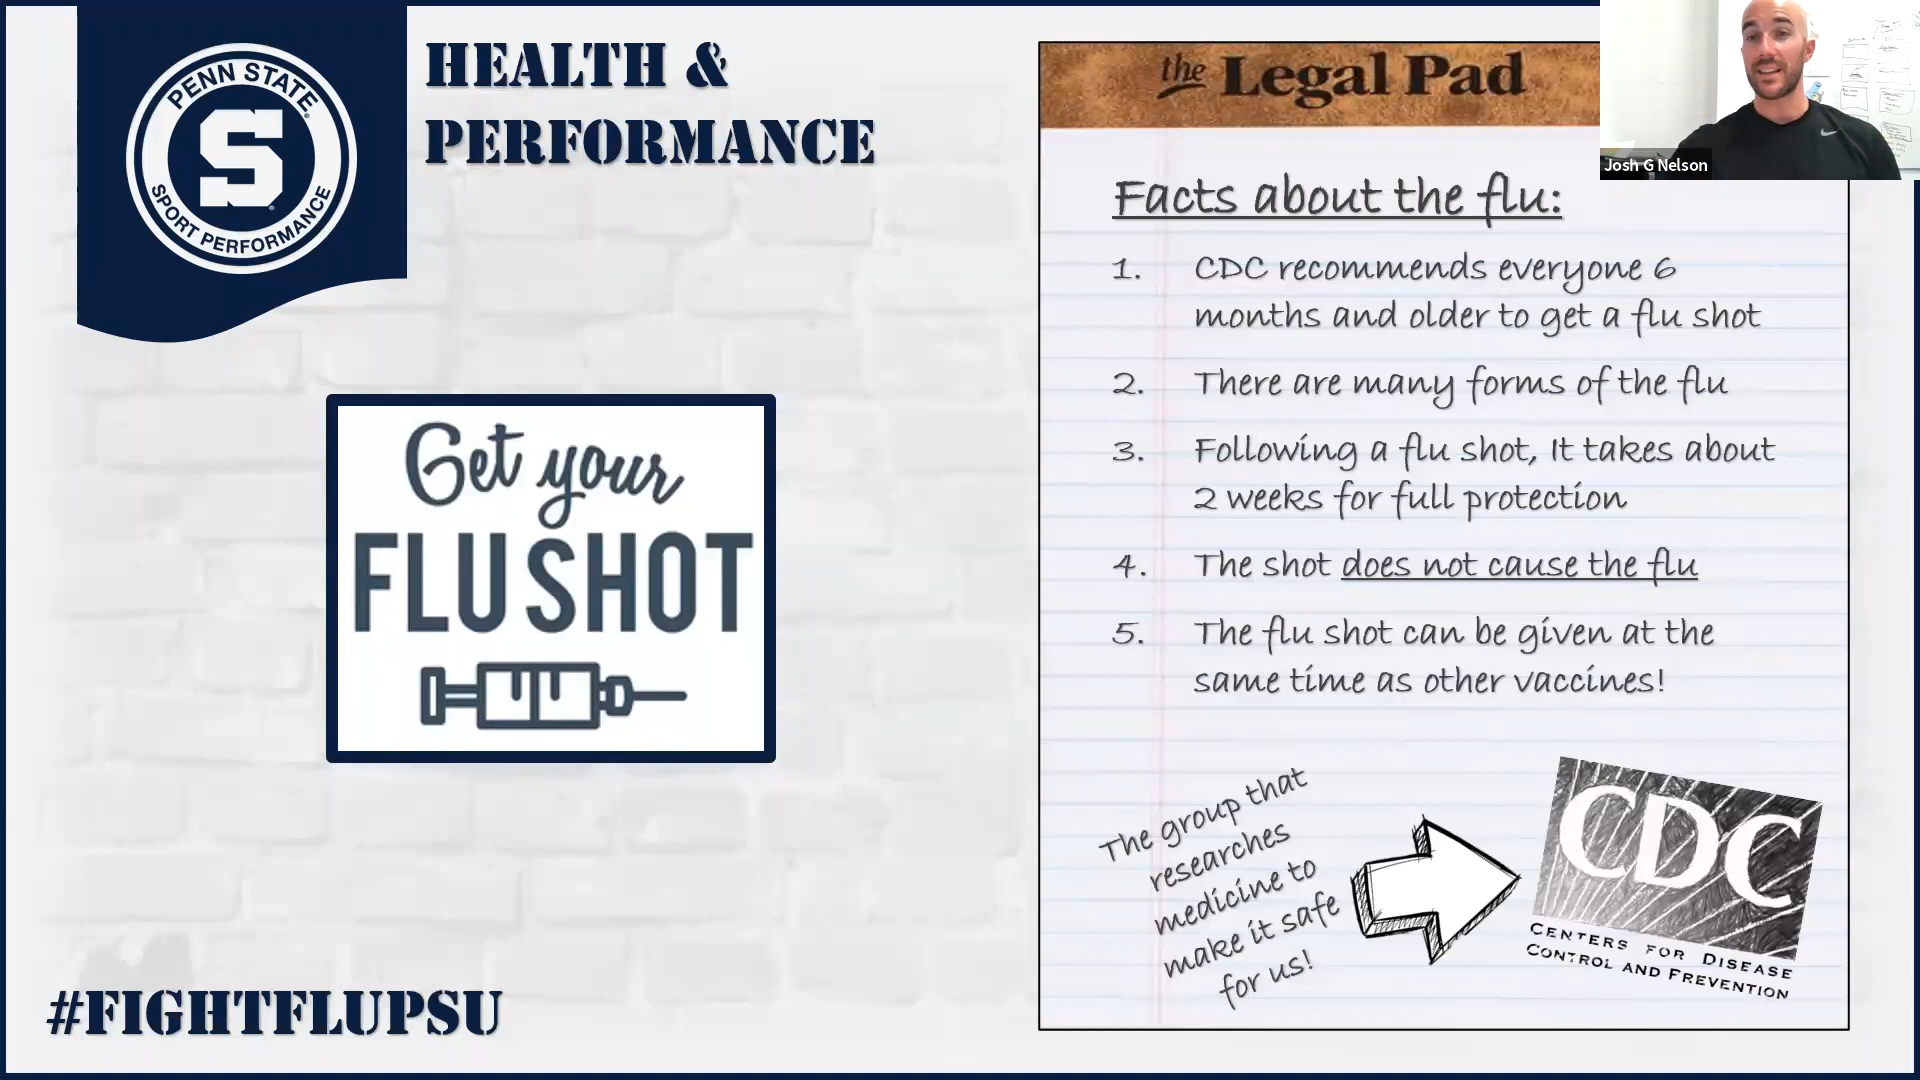 PENN STATE
S
SPORT PERFORMANCE
HEALTH &
PERFORMANCE
Get your
FLU SHOT
#FIGHTFLUPSU
the Legal Pad
Josh G Nelson
Facts about the flu:
1. CDC recommends everyone 6
months and older to get a flu shot
2. There are many forms of the flu
3. Following a flu shot, It takes about
2 weeks for full protection
4. The shot does not cause the flu
5. The flu shot can be given at the
same time as other vaccines!
The group that
researches
medicine to
make it safe
for us!
CDC
CENTERS FOR DISEASE
CONTROL AND PREVENTION